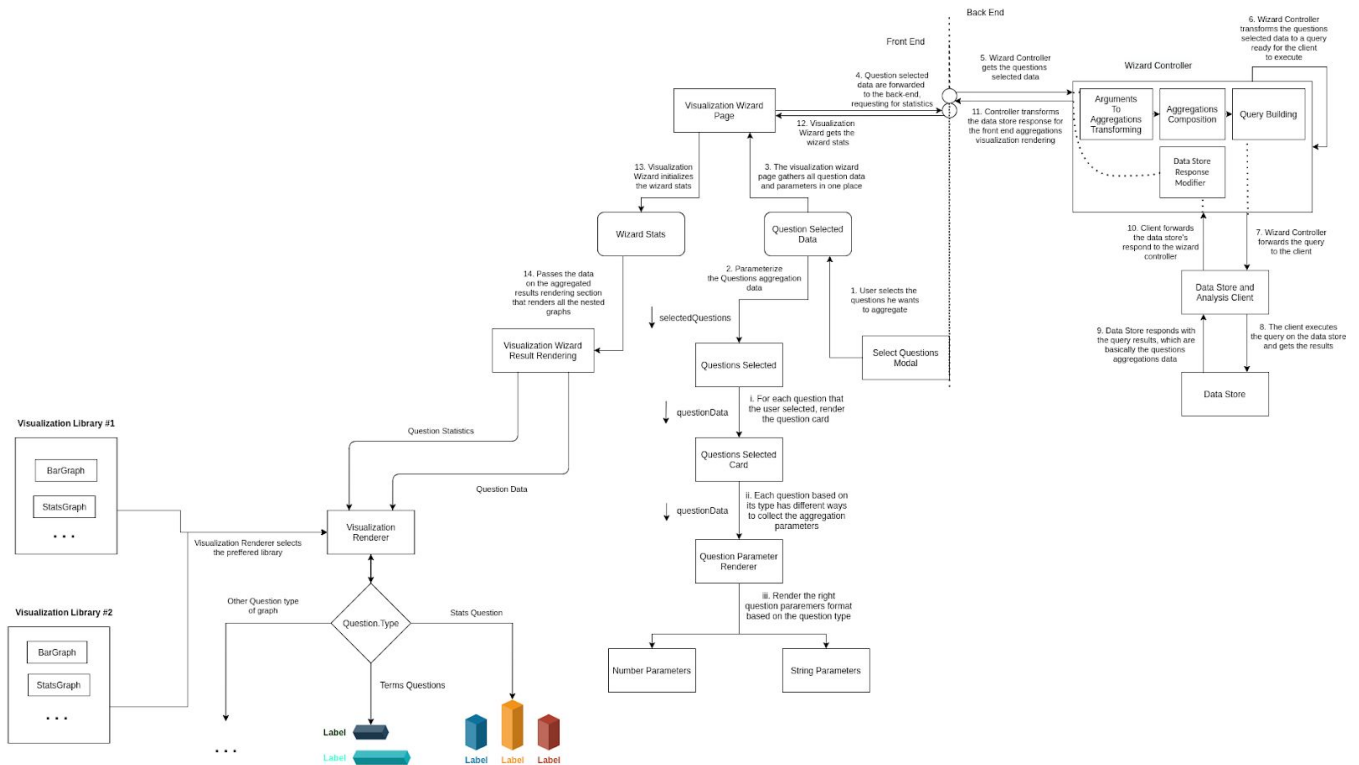 Back End
Front End
6. Wizard Controller
transforms the questions
selected data to a query
ready for the client
to execute
5. Wizard Controller
gets the questions
selected data
Wizard Controller
4. Question selected
data are forwarded
to the back-end,
requesting for statistics
Visualization Wizard
Page
12. Visualization
Wizard gets the
wizard stats
11. Controller transforms
the data store response for
the front end aggregations
visualization rendering
Arguments
To
Aggregations
Transforming
Aggregations
Composition
Query Building
Data Store
Response
Modifier
13. Visualization
Wizard initializes
the wizard stats
3. The visualization wizard
page gathers all question data
and parameters in one place
Wizard Stats
Question Selected
Data
10. Client forwards
the data store's
respond to the wizard
controller
7. Wizard Controller
forwards the query
to the client
14. Passes the data
on the aggregated
results rendering section
that renders all the nested
graphs
2. Parameterize
the Questions aggregation
data
1. User selects the
questions he wants
to aggregate
Data Store and
Analysis Client
selectedQuestions
9. Data Store responds with
the query results, which are
basically the questions
aggregations data
8. The client executes
the query on the data store
and gets the results
Visualization Wizard
Result Rendering
Questions Selected
Select Questions
Modal
Data Store
i. For each question that
the user selected, render
the question card
questionData
Visualization Library #1
Question Statistics
BarGraph
StatsGraph
. . .
Questions Selected
Card
Question Data
ii. Each question based on
its type has different ways
to collect the aggregation
parameters
questionData
Visualization Renderer selects
the preffered library
Visualization
Renderer
Question Parameter
Renderer
Visualization Library #2
Other Question type
of graph
Question.Type
Stats Question
iii. Render the right
question pararemers format
based on the question type
BarGraph
StatsGraph
. . .
Terms Questions
Number Parameters
String Parameters
. . .
Label
Label
Label
Label
Label